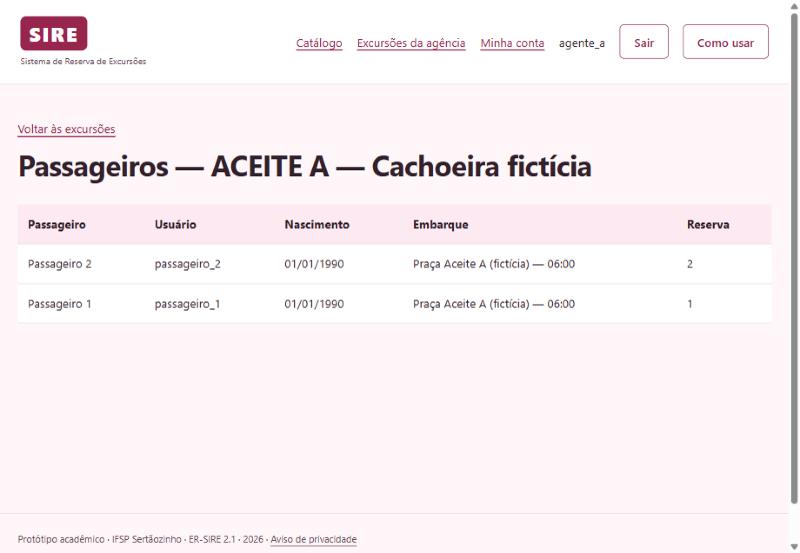 SIRE
Sistema de Reserva de Excursões
Catálogo Excursões da agência Minha conta agente_a Sair Como usar
Voltar às excursões
Passageiros — ACEITE A — Cachoeira fictícia
Passageiro Usuário Nascimento Embarque Reserva
Passageiro 2 passageiro_2 01/01/1990 Praça Aceite A (fictícia) — 06:00 2
Passageiro 1 passageiro_1 01/01/1990 Praça Aceite A (fictícia) — 06:00 1
Protótipo acadêmico · IFSP Sertãozinho · ER-SIRE 2.1 · 2026 · Aviso de privacidade